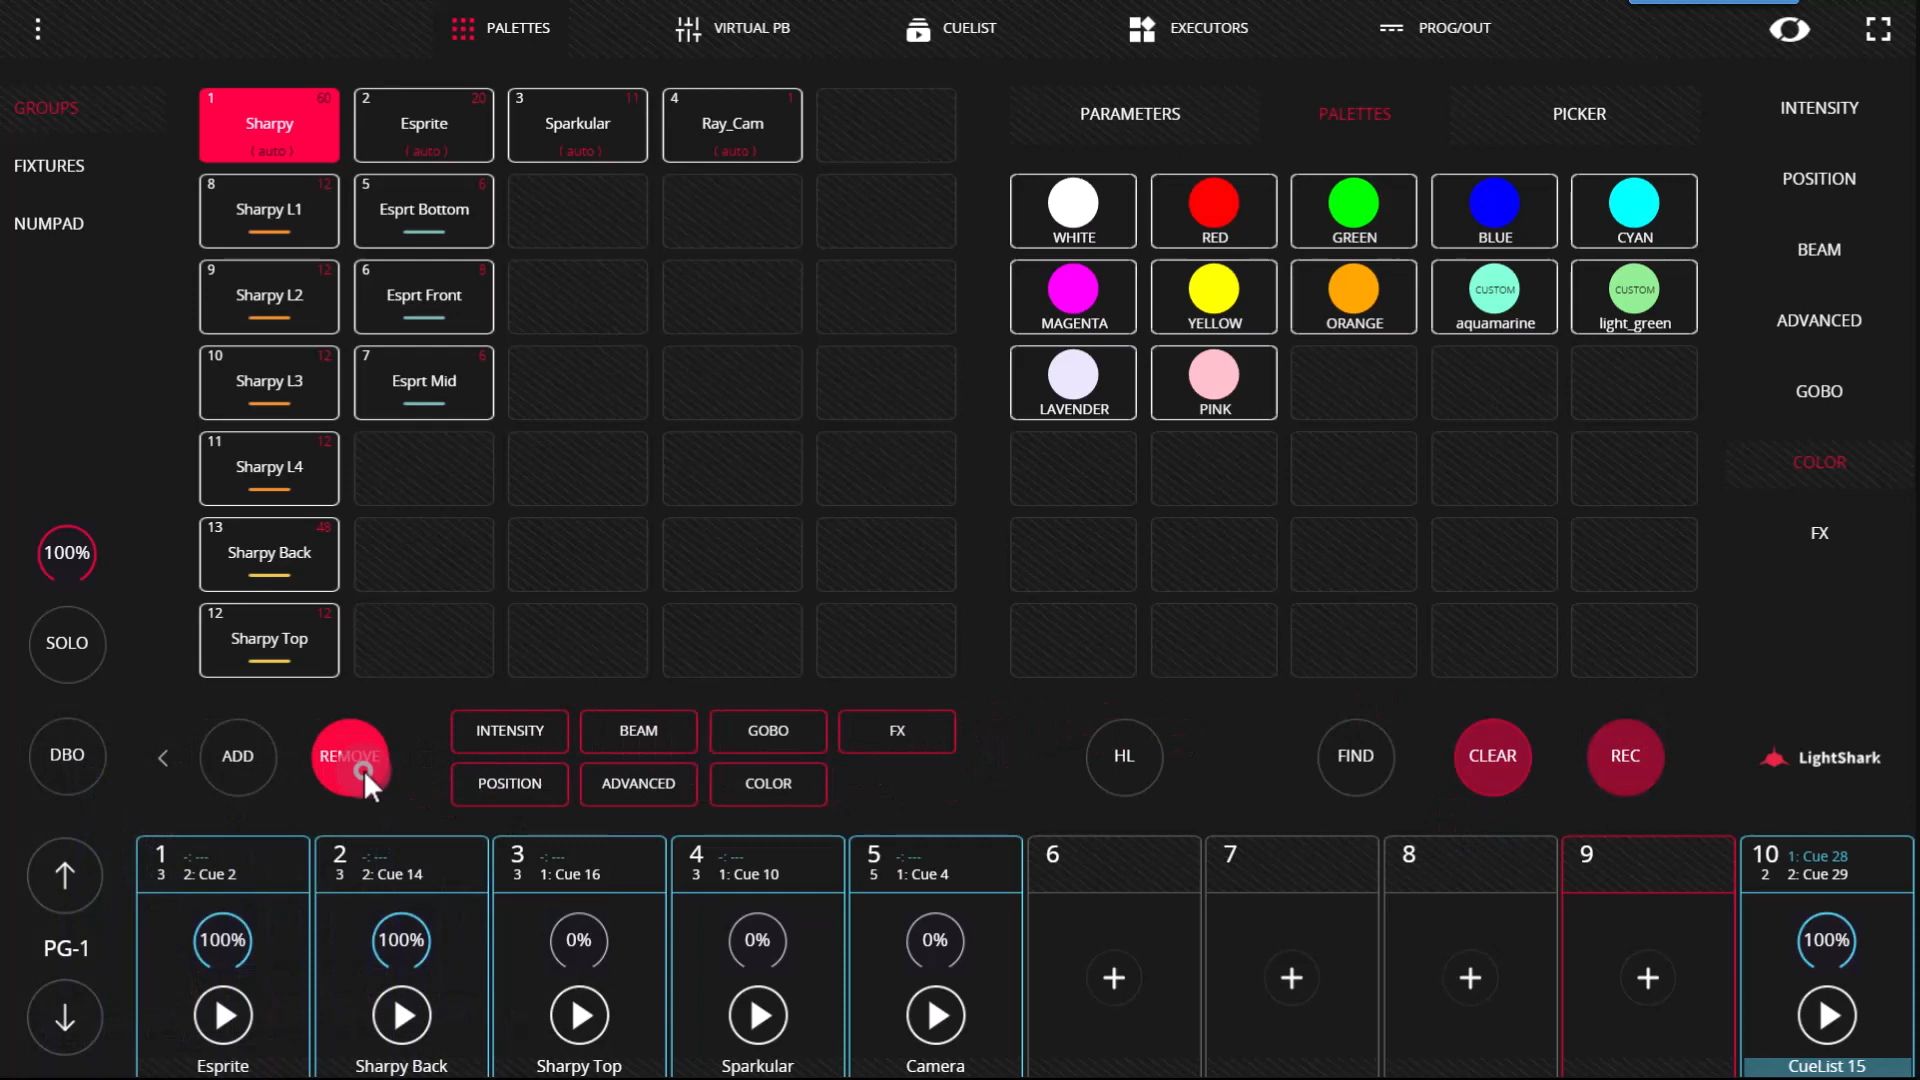 PALETTES
VIRTUAL PB
CUELIST
EXECUTORS
PROG/OUT
GROUPS
FIXTURES
NUMPAD
1 60
Sharpy
( auto )
2 20
Esprite
( auto )
3 11
Sparkular
( auto )
4 1
Ray_Cam
( auto )
8 12
Sharpy L1
5 6
Esprt Bottom
9 12
Sharpy L2
6 8
Esprt Front
10 12
Sharpy L3
7 6
Esprt Mid
11 12
Sharpy L4
13 48
Sharpy Back
12 12
Sharpy Top
PARAMETERS
PALETTES
PICKER
WHITE
RED
GREEN
BLUE
CYAN
MAGENTA
YELLOW
ORANGE
CUSTOM
aquamarine
CUSTOM
light_green
LAVENDER
PINK
INTENSITY
POSITION
BEAM
ADVANCED
GOBO
COLOR
FX
100%
SOLO
DBO
ADD
REMOVE
INTENSITY
BEAM
GOBO
FX
POSITION
ADVANCED
COLOR
HL
FIND
CLEAR
REC
LightShark
PG-1
1 -: ---
3 2: Cue 2
100%
Esprite
2 -: ---
3 2: Cue 14
100%
Sharpy Back
3 -: ---
3 1: Cue 16
0%
Sharpy Top
4 -: ---
3 1: Cue 10
0%
Sparkular
5 -: ---
5 1: Cue 4
0%
Camera
6
7
8
9
10 1: Cue 28
2 2: Cue 29
100%
CueList 15